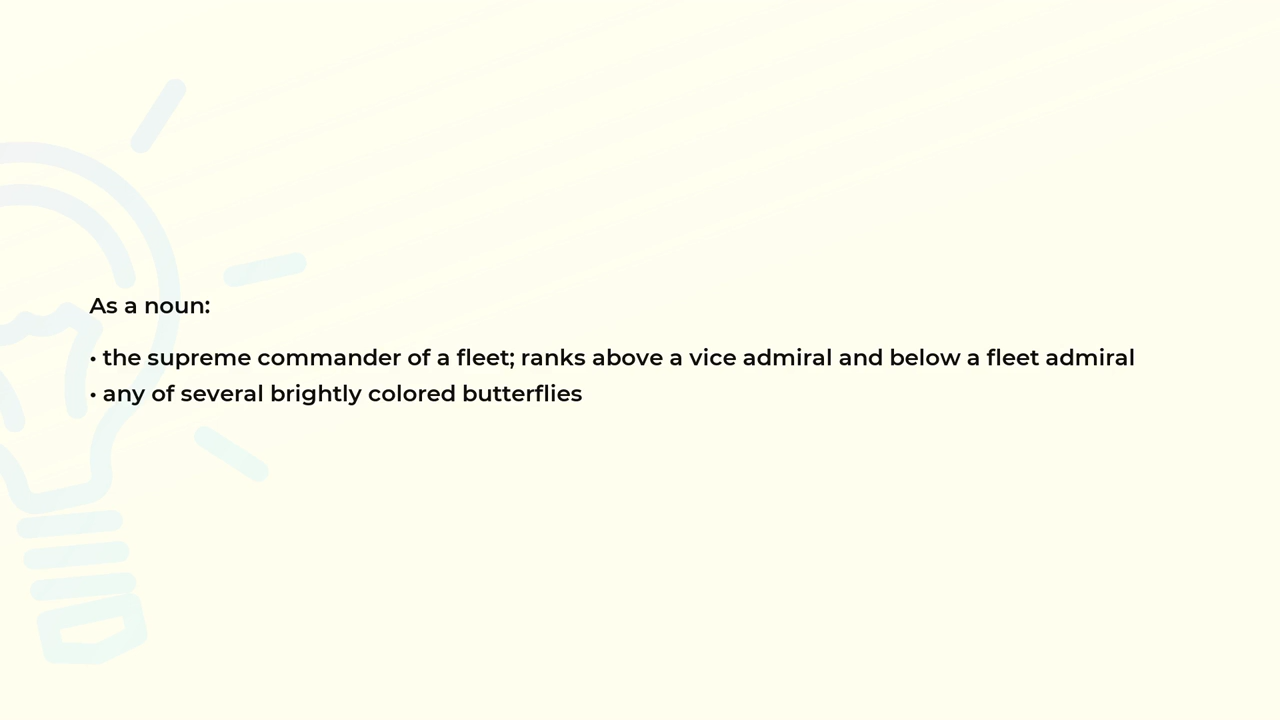 As a noun:
• the supreme commander of a fleet; ranks above a vice admiral and below a fleet admiral
• any of several brightly colored butterflies